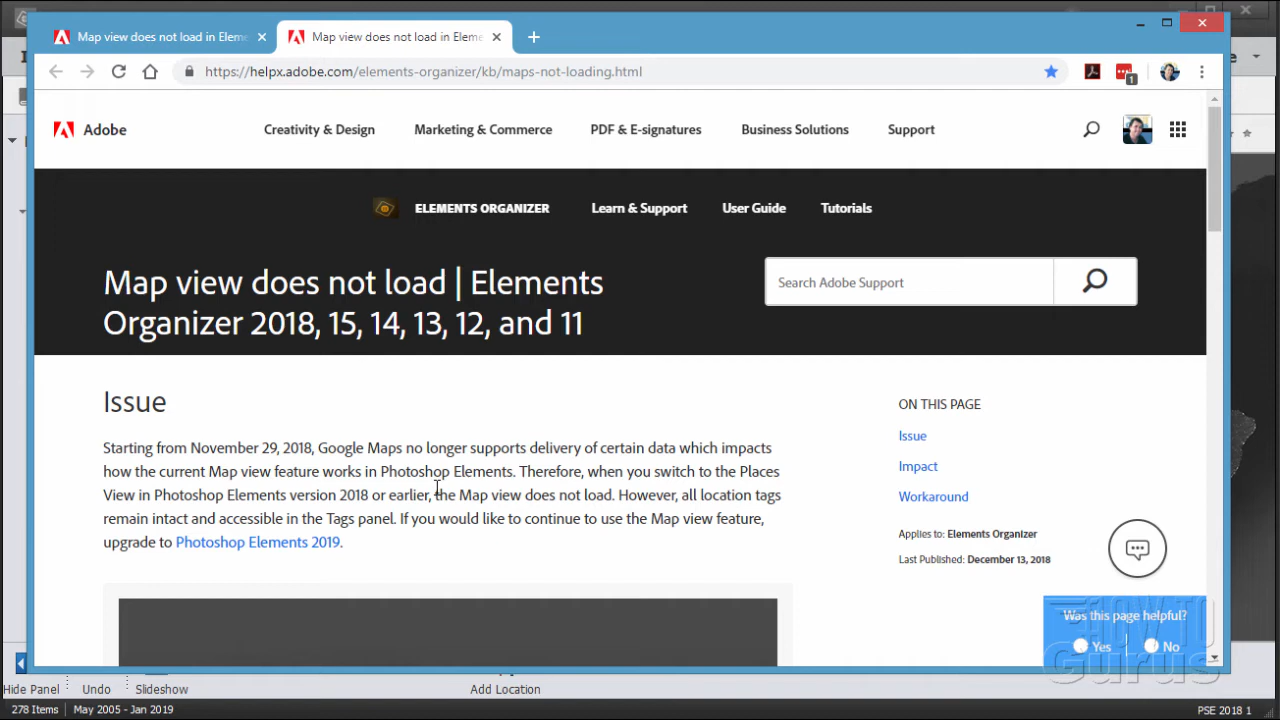 Map view does not load in Eleme
Map view does not load in Eleme
https://helpx.adobe.com/elements-organizer/kb/maps-not-loading.html
1
Adobe
Creativity & Design
Marketing & Commerce
PDF & E-signatures
Business Solutions
Support
ELEMENTS ORGANIZER
Learn & Support
User Guide
Tutorials
Map view does not load | Elements
Organizer 2018, 15, 14, 13, 12, and 11
Search Adobe Support
Issue
Starting from November 29, 2018, Google Maps no longer supports delivery of certain data which impacts
how the current Map view feature works in Photoshop Elements. Therefore, when you switch to the Places
View in Photoshop Elements version 2018 or earlier, the Map view does not load. However, all location tags
remain intact and accessible in the Tags panel. If you would like to continue to use the Map view feature,
upgrade to Photoshop Elements 2019.
ON THIS PAGE
Issue
Impact
Workaround
Applies to: Elements Organizer
Last Published: December 13, 2018
Was this page helpful?
Yes
No
HOWTO
Gurus
Hide Panel
Undo
Slideshow
Add Location
278 Items
May 2005 - Jan 2019
PSE 2018 1